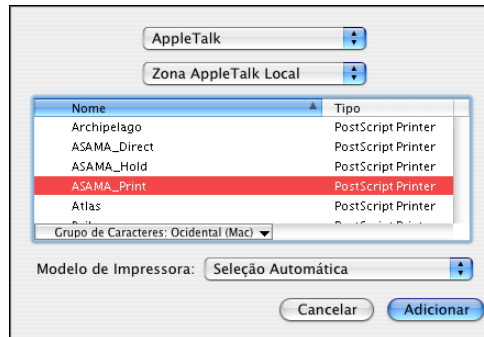 AppleTalk
Zona AppleTalk Local
Nome Tipo
Archipelago PostScript Printer
ASAMA_Direct PostScript Printer
ASAMA_Hold PostScript Printer
ASAMA_Print PostScript Printer
Atlas PostScript Printer
Grupo de Caracteres: Ocidental (Mac)
Modelo de Impressora: Seleção Automática
Cancelar Adicionar